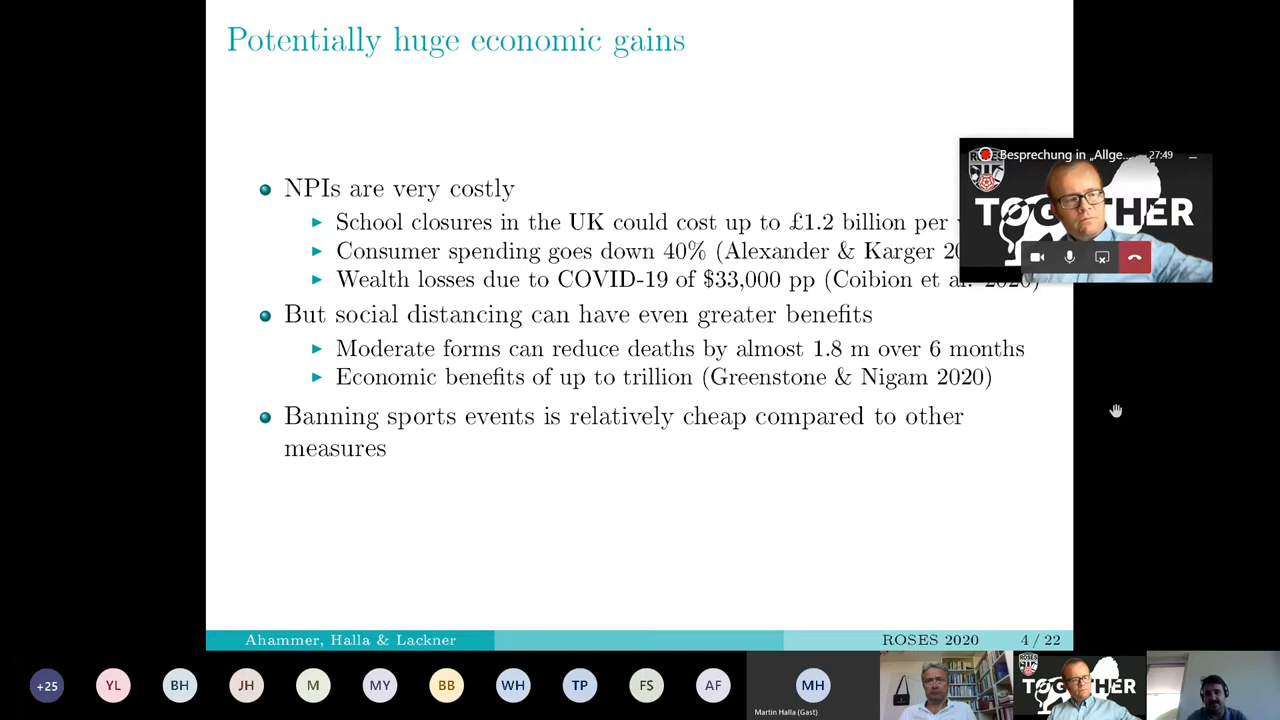 Potentially huge economic gains
NPIs are very costly
School closures in the UK could cost up to £1.2 billion per
Consumer spending goes down 40% (Alexander & Karger
Wealth losses due to COVID-19 of $33,000 pp (Coibion et al. 2020)
But social distancing can have even greater benefits
Moderate forms can reduce deaths by almost 1.8 m over 6 months
Economic benefits of up to trillion (Greenstone & Nigam 2020)
Banning sports events is relatively cheap compared to other
measures
Besprechung in „Allge... 27:49
TOGETHER
Ahammer, Halla & Lackner ROSES 2020 4 / 22
+25 YL BH JH M MY BB WH TP FS AF MH
Martin Halla (Gast)
ROSES
TOGETHER